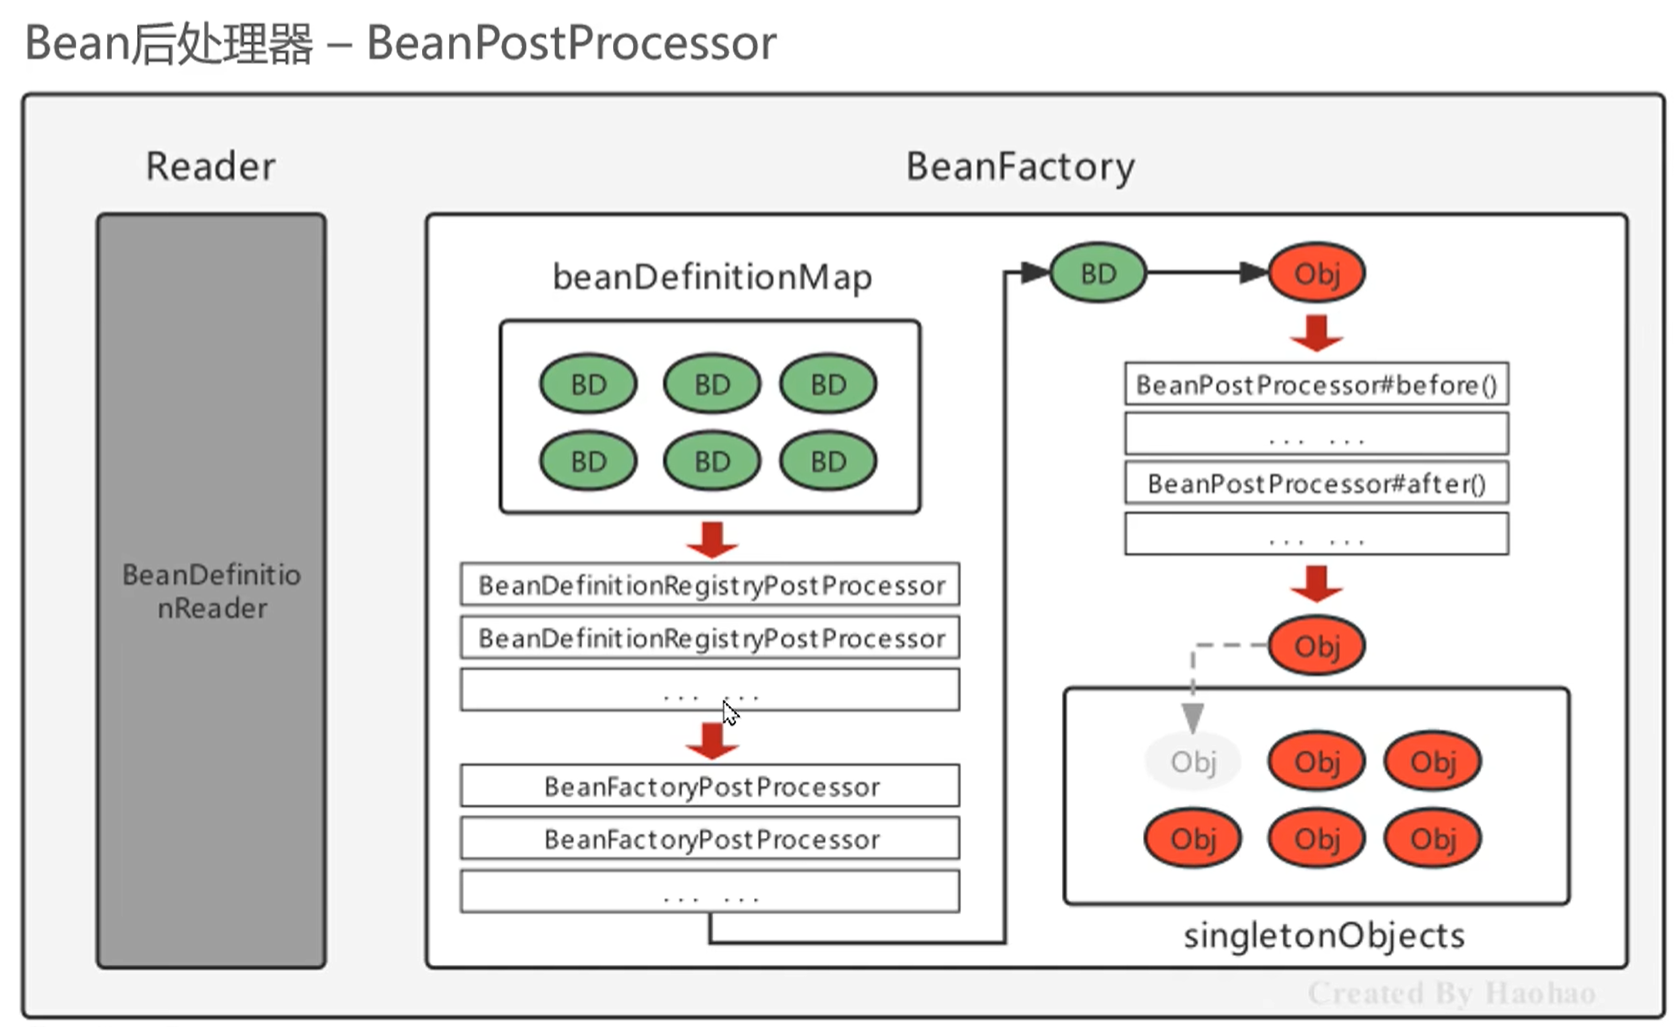 Bean后处理器 – BeanPostProcessor
Reader
BeanDefinitio
nReader
BeanFactory
beanDefinitionMap
BD BD BD
BD BD BD
BeanDefinitionRegistryPostProcessor
BeanDefinitionRegistryPostProcessor
... ...
BeanFactoryPostProcessor
BeanFactoryPostProcessor
... ...
BD Obj
BeanPostProcessor#before()
... ...
BeanPostProcessor#after()
... ...
Obj
Obj Obj Obj
Obj Obj Obj
singletonObjects
Created By Haohao